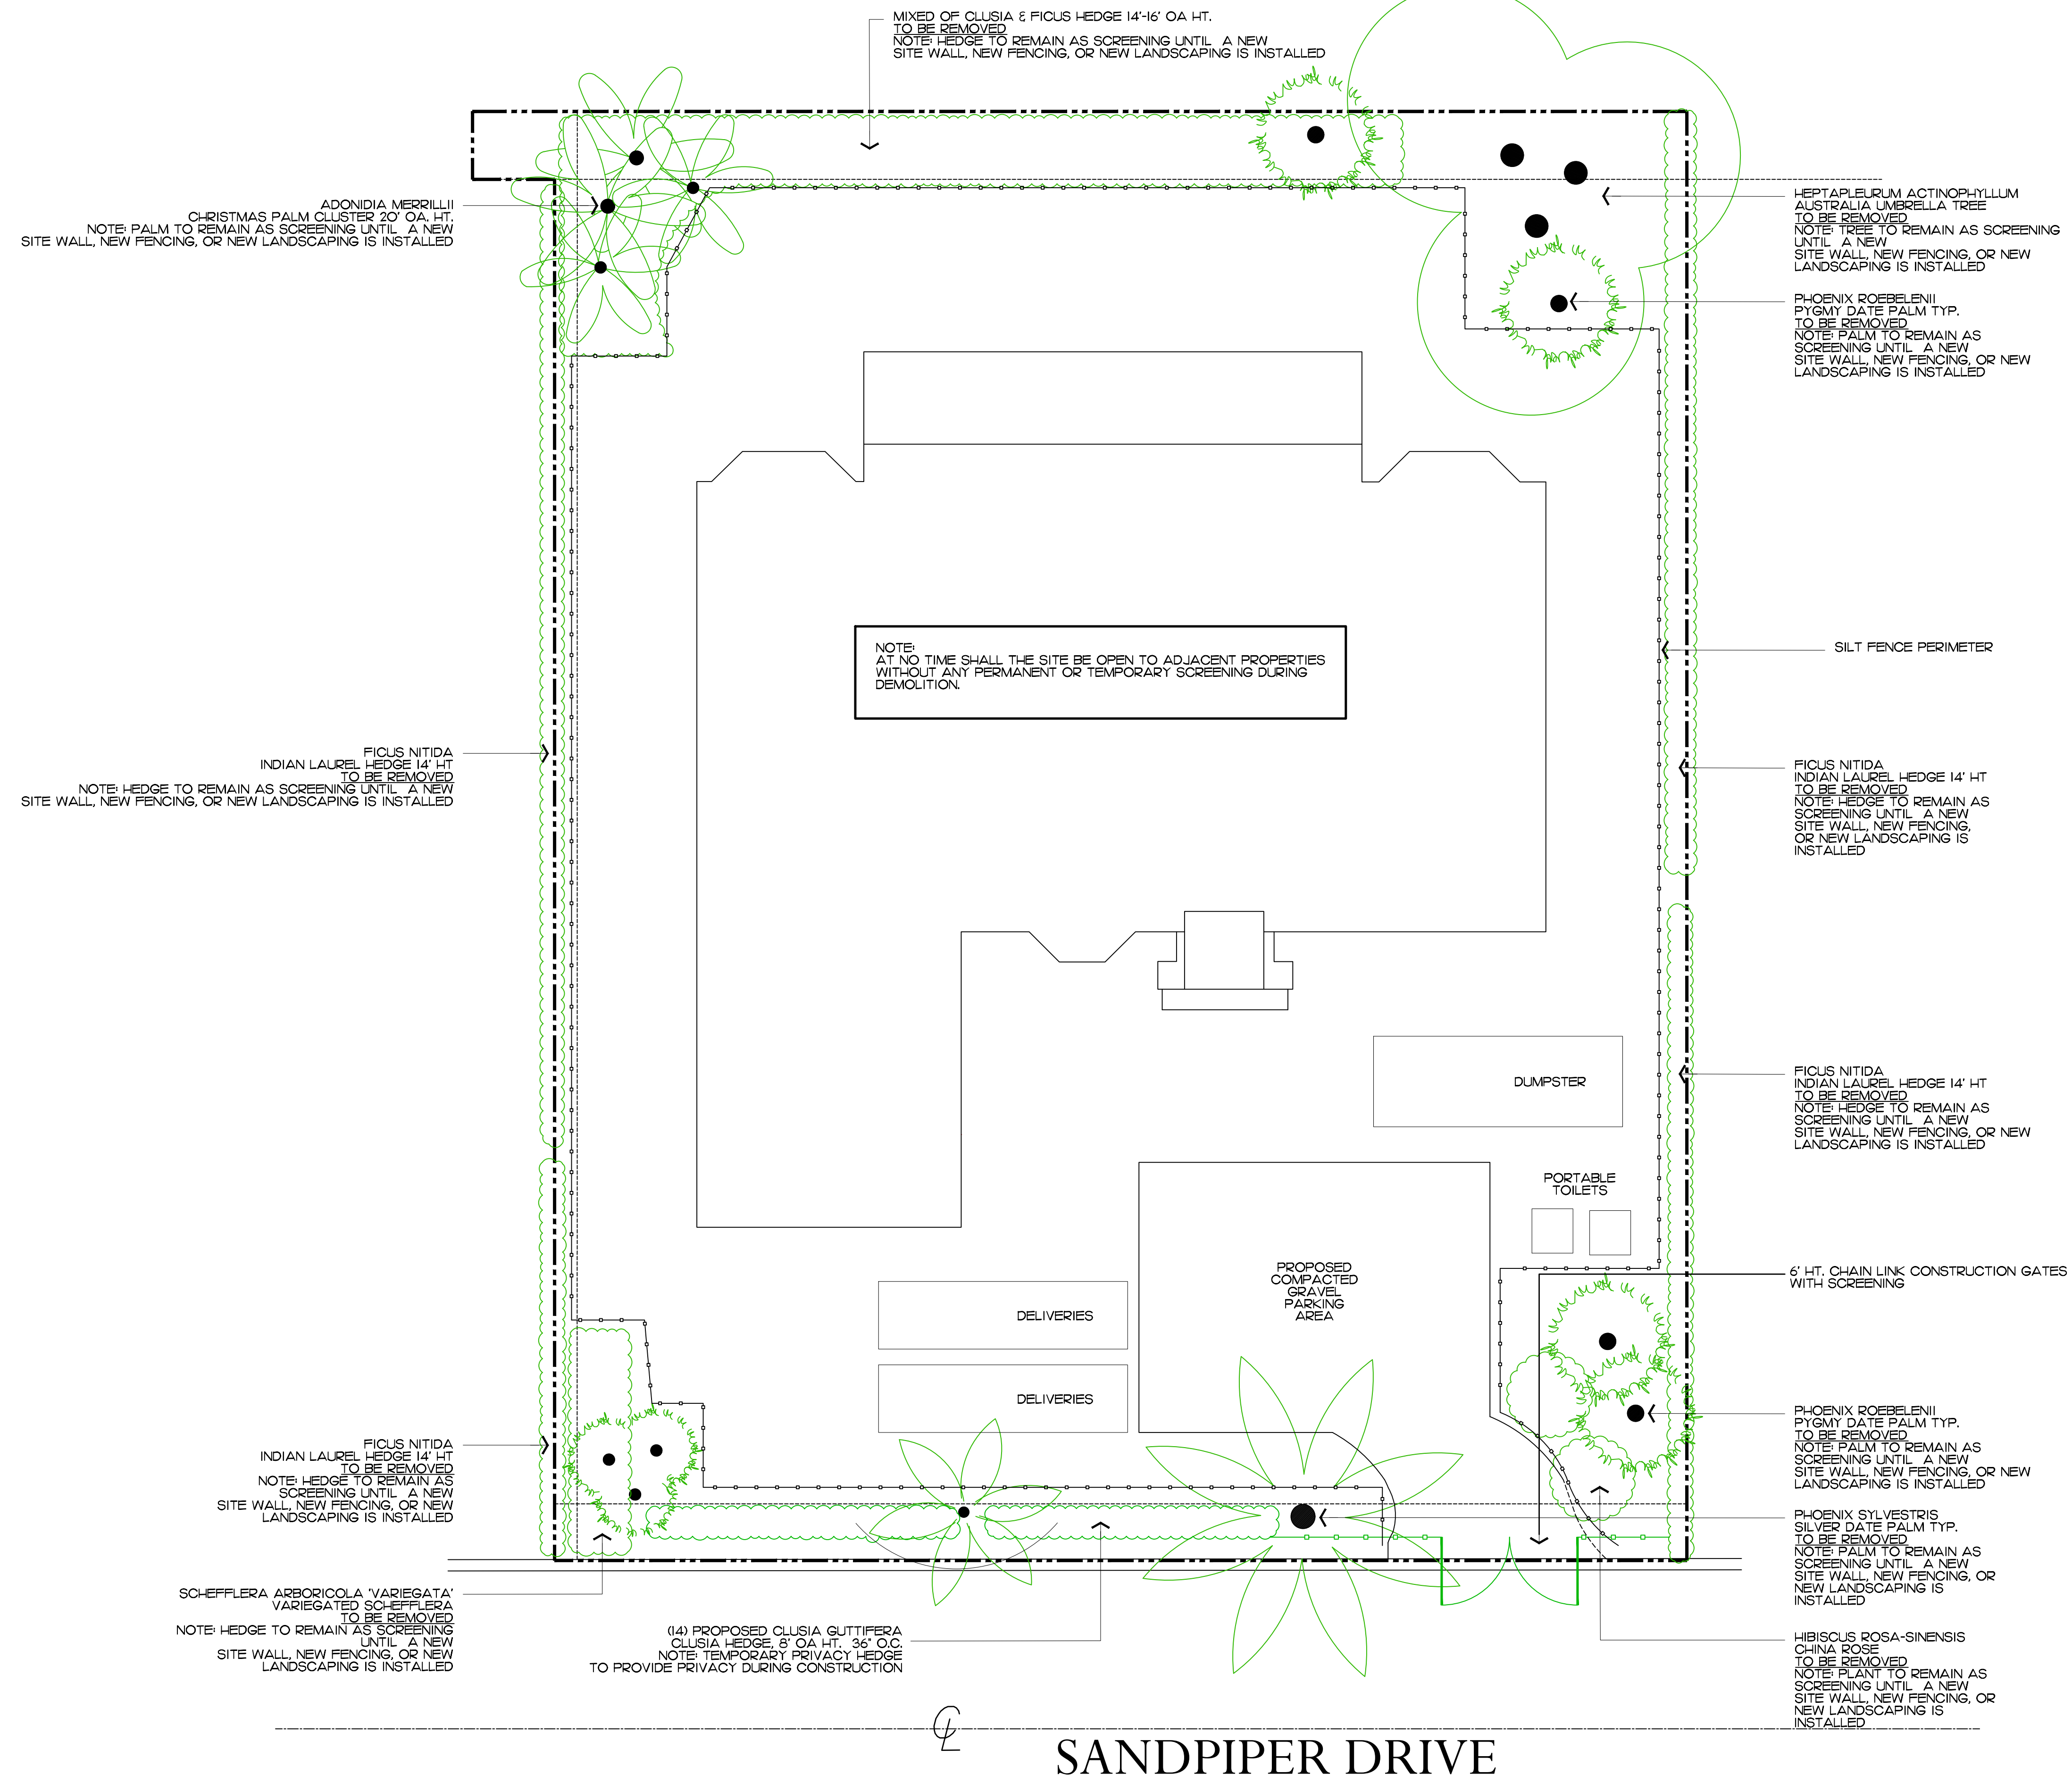 MIXED OF CLUSIA & FICUS HEDGE 14'-16' OA HT.
TO BE REMOVED
NOTE: HEDGE TO REMAIN AS SCREENING UNTIL A NEW
SITE WALL, NEW FENCING, OR NEW LANDSCAPING IS INSTALLED
ADONIDIA MERRILLII
CHRISTMAS PALM CLUSTER 20' OA. HT.
NOTE: PALM TO REMAIN AS SCREENING UNTIL A NEW
SITE WALL, NEW FENCING, OR NEW LANDSCAPING IS INSTALLED
HEPTAPLEURUM ACTINOPHYLLUM
AUSTRALIA UMBRELLA TREE
TO BE REMOVED
NOTE: TREE TO REMAIN AS SCREENING
UNTIL A NEW
SITE WALL, NEW FENCING, OR NEW
LANDSCAPING IS INSTALLED
PHOENIX ROEBELENII
PYGMY DATE PALM TYP.
TO BE REMOVED
NOTE: PALM TO REMAIN AS
SCREENING UNTIL A NEW
SITE WALL, NEW FENCING, OR NEW
LANDSCAPING IS INSTALLED
NOTE:
AT NO TIME SHALL THE SITE BE OPEN TO ADJACENT PROPERTIES
WITHOUT ANY PERMANENT OR TEMPORARY SCREENING DURING
DEMOLITION.
SILT FENCE PERIMETER
FICUS NITIDA
INDIAN LAUREL HEDGE 14' HT
TO BE REMOVED
NOTE: HEDGE TO REMAIN AS SCREENING UNTIL A NEW
SITE WALL, NEW FENCING, OR NEW LANDSCAPING IS INSTALLED
FICUS NITIDA
INDIAN LAUREL HEDGE 14' HT
TO BE REMOVED
NOTE: HEDGE TO REMAIN AS
SCREENING UNTIL A NEW
SITE WALL, NEW FENCING,
OR NEW LANDSCAPING IS
INSTALLED
FICUS NITIDA
INDIAN LAUREL HEDGE 14' HT
TO BE REMOVED
NOTE: HEDGE TO REMAIN AS
SCREENING UNTIL A NEW
SITE WALL, NEW FENCING, OR NEW
LANDSCAPING IS INSTALLED
DUMPSTER
PORTABLE
TOILETS
PROPOSED
COMPACTED
GRAVEL
PARKING
AREA
6' HT. CHAIN LINK CONSTRUCTION GATES
WITH SCREENING
DELIVERIES
DELIVERIES
FICUS NITIDA
INDIAN LAUREL HEDGE 14' HT
TO BE REMOVED
NOTE: HEDGE TO REMAIN AS
SCREENING UNTIL A NEW
SITE WALL, NEW FENCING, OR NEW
LANDSCAPING IS INSTALLED
PHOENIX ROEBELENII
PYGMY DATE PALM TYP.
TO BE REMOVED
NOTE: PALM TO REMAIN AS
SCREENING UNTIL A NEW
SITE WALL, NEW FENCING, OR NEW
LANDSCAPING IS INSTALLED
PHOENIX SYLVESTRIS
SILVER DATE PALM TYP.
TO BE REMOVED
NOTE: PALM TO REMAIN AS
SCREENING UNTIL A NEW
SITE WALL, NEW FENCING, OR
NEW LANDSCAPING IS
INSTALLED
SCHEFFLERA ARBORICOLA 'VARIEGATA'
VARIEGATED SCHEFFLERA
TO BE REMOVED
NOTE: HEDGE TO REMAIN AS SCREENING
UNTIL A NEW
SITE WALL, NEW FENCING, OR NEW
LANDSCAPING IS INSTALLED
(14) PROPOSED CLUSIA GUTTIFERA
CLUSIA HEDGE, 8' OA HT. 36" O.C.
NOTE: TEMPORARY PRIVACY HEDGE
TO PROVIDE PRIVACY DURING CONSTRUCTION
HIBISCUS ROSA-SINENSIS
CHINA ROSE
TO BE REMOVED
NOTE: PLANT TO REMAIN AS
SCREENING UNTIL A NEW
SITE WALL, NEW FENCING, OR
NEW LANDSCAPING IS
INSTALLED
CL
SANDPIPER DRIVE